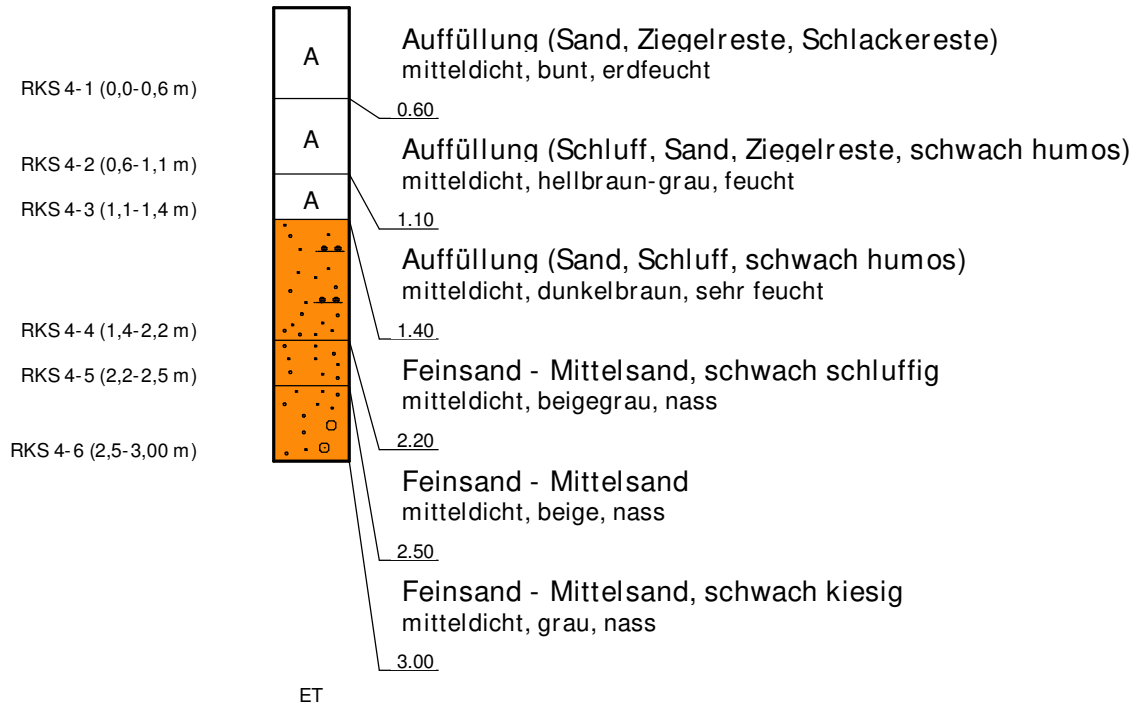 A
Auffüllung (Sand, Ziegelreste, Schlackereste)
mitteldicht, bunt, erdfeucht
RKS 4-1 (0,0-0,6 m)
0.60
A
Auffüllung (Schluff, Sand, Ziegelreste, schwach humos)
mitteldicht, hellbraun-grau, feucht
RKS 4-2 (0,6-1,1 m)
1.10
A
RKS 4-3 (1,1-1,4 m)
Auffüllung (Sand, Schluff, schwach humos)
mitteldicht, dunkelbraun, sehr feucht
1.40
RKS 4-4 (1,4-2,2 m)
Feinsand - Mittelsand, schwach schluffig
mitteldicht, beigegrau, nass
RKS 4-5 (2,2-2,5 m)
2.20
RKS 4-6 (2,5-3,00 m)
Feinsand - Mittelsand
mitteldicht, beige, nass
2.50
Feinsand - Mittelsand, schwach kiesig
mitteldicht, grau, nass
3.00
ET